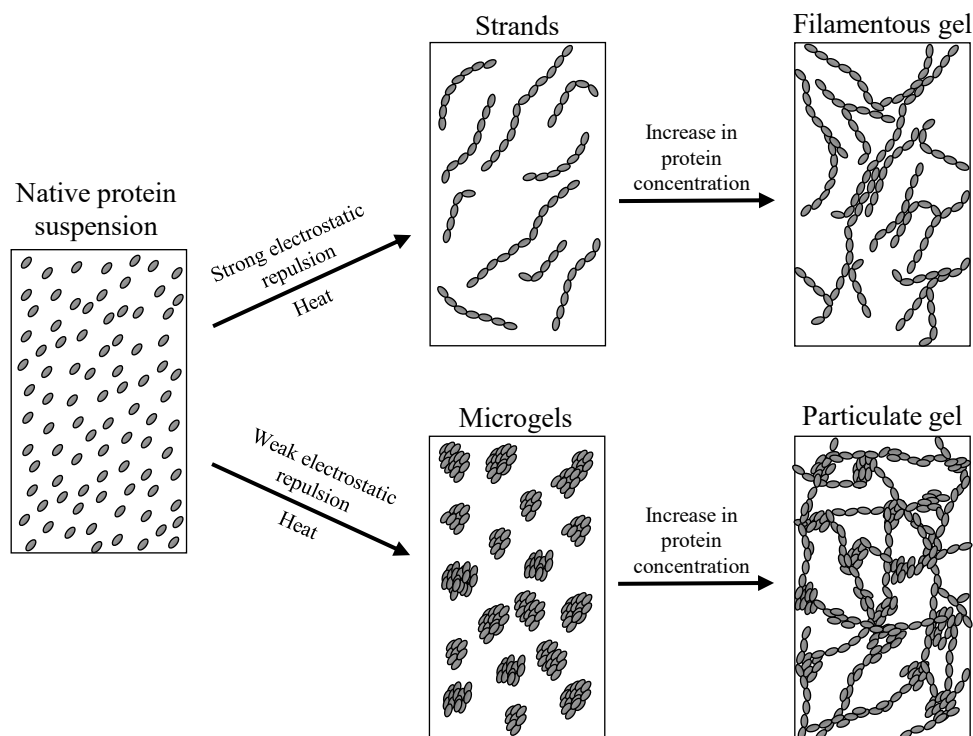 Native protein
suspension
Strong electrostatic
repulsion
Heat
Strands
Increase in
protein
concentration
Filamentous gel
Weak electrostatic
repulsion
Heat
Microgels
Increase in
protein
concentration
Particulate gel